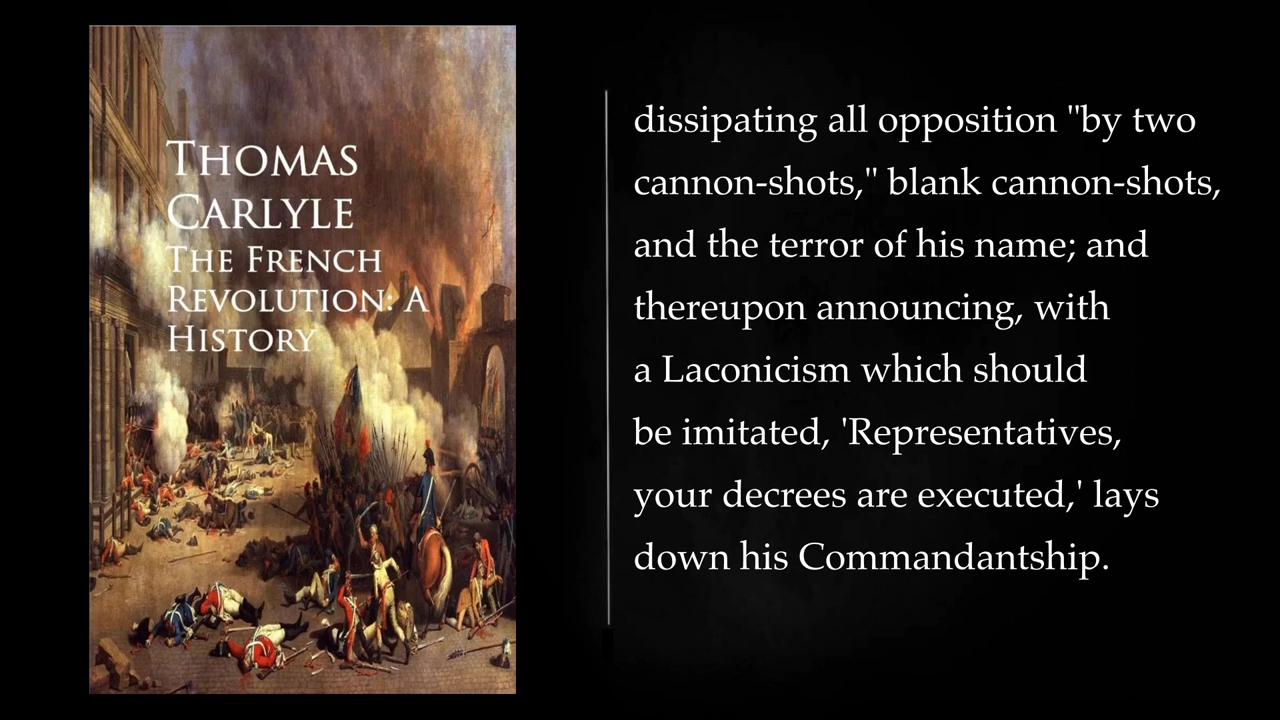 THOMAS
CARLYLE
THE FRENCH
REVOLUTION: A
HISTORY
dissipating all opposition "by two
cannon-shots," blank cannon-shots,
and the terror of his name; and
thereupon announcing, with
a Laconicism which should
be imitated, 'Representatives,
your decrees are executed,' lays
down his Commandantship.